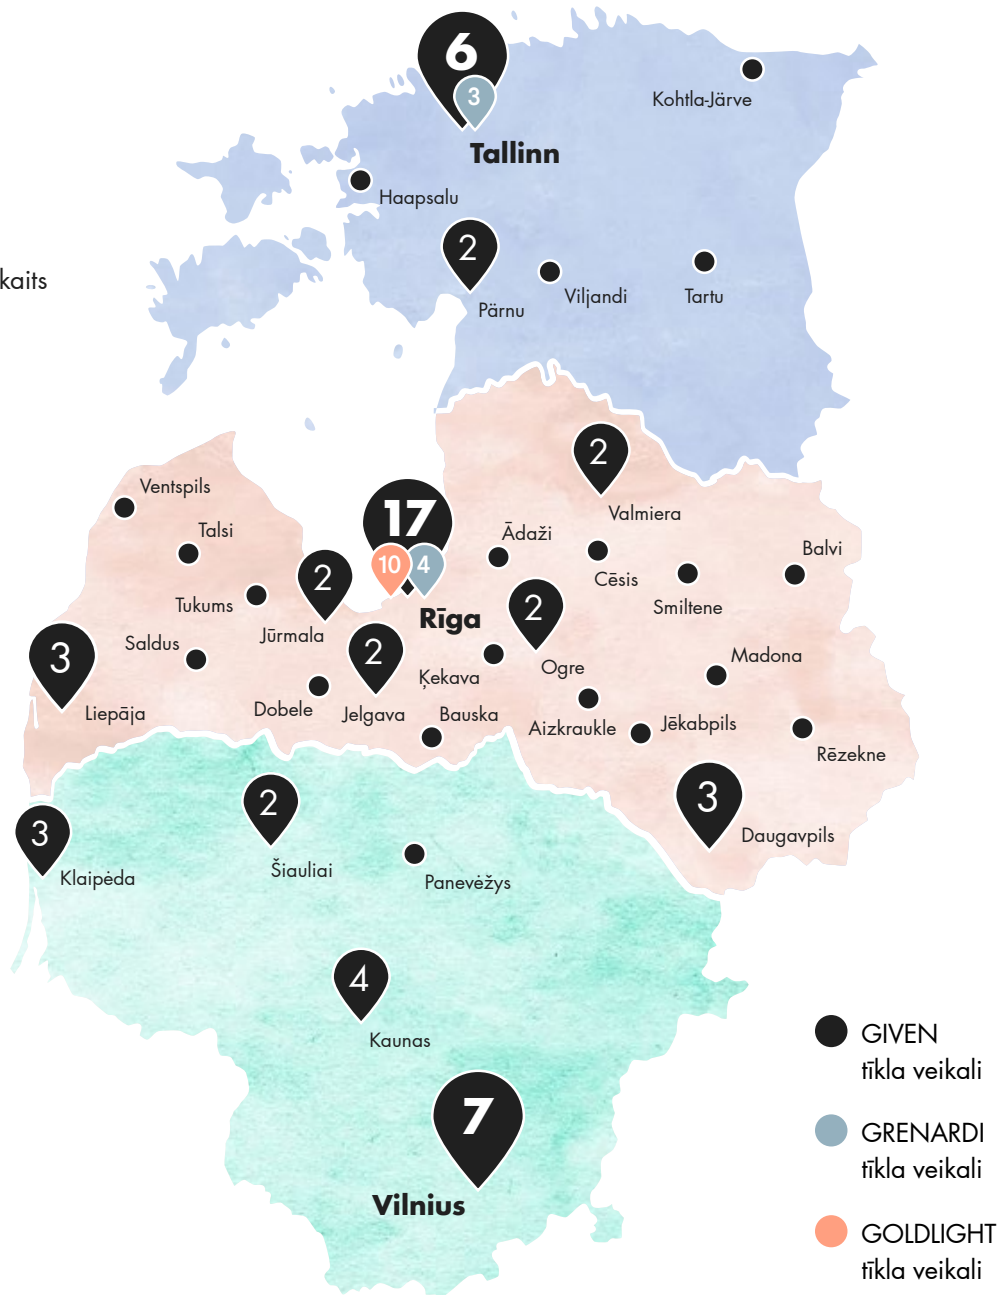 6
3
Tallinn
Kohtla-Järve
Haapsalu
2
Pärnu
Viljandi
Tartu
kaits
2
Valmiera
Ventspils
Talsi
17
10
4
Rīga
Ādaži
Cēsis
Smiltene
Balvi
Tukums
2
Jūrmala
Saldus
3
Liepāja
Dobele
2
Jelgava
Ķekava
2
Ogre
Bauska
Aizkraukle
Jēkabpils
Madona
Rēzekne
3
Daugavpils
3
Klaipėda
2
Šiauliai
Panevėžys
4
Kaunas
7
Vilnius
GIVEN
tīkla veikali
GRENARDI
tīkla veikali
GOLDLIGHT
tīkla veikali